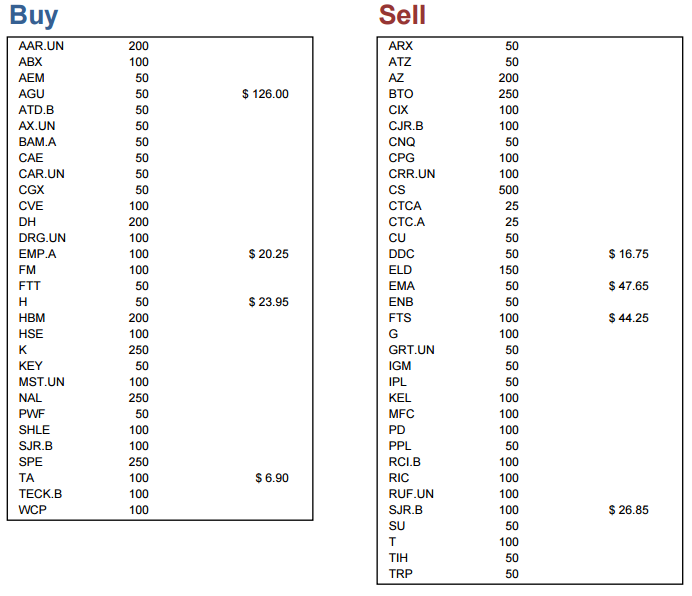 Buy
AAR.UN 200
ABX 100
AEM 50
AGU 50 $ 126.00
ATD.B 50
AX.UN 50
BAM.A 50
CAE 50
CAR.UN 50
CGX 50
CVE 100
DH 200
DRG.UN 100
EMP.A 100 $ 20.25
FM 100
FTT 50
H 50 $ 23.95
HBM 200
HSE 100
K 250
KEY 50
MST.UN 100
NAL 250
PWF 50
SHLE 100
SJR.B 100
SPE 250
TA 100 $ 6.90
TECK.B 100
WCP 100
Sell
ARX 50
ATZ 50
AZ 200
BTO 250
CIX 100
CJR.B 100
CNQ 50
CPG 100
CRR.UN 100
CS 500
CTCA 25
CTC.A 25
CU 50
DDC 50 $ 16.75
ELD 150
EMA 50 $ 47.65
ENB 50
FTS 100 $ 44.25
G 100
GRT.UN 50
IGM 50
IPL 50
KEL 100
MFC 100
PD 100
PPL 50
RCI.B 100
RIC 100
RUF.UN 100
SJR.B 100 $ 26.85
SU 50
T 100
TIH 50
TRP 50